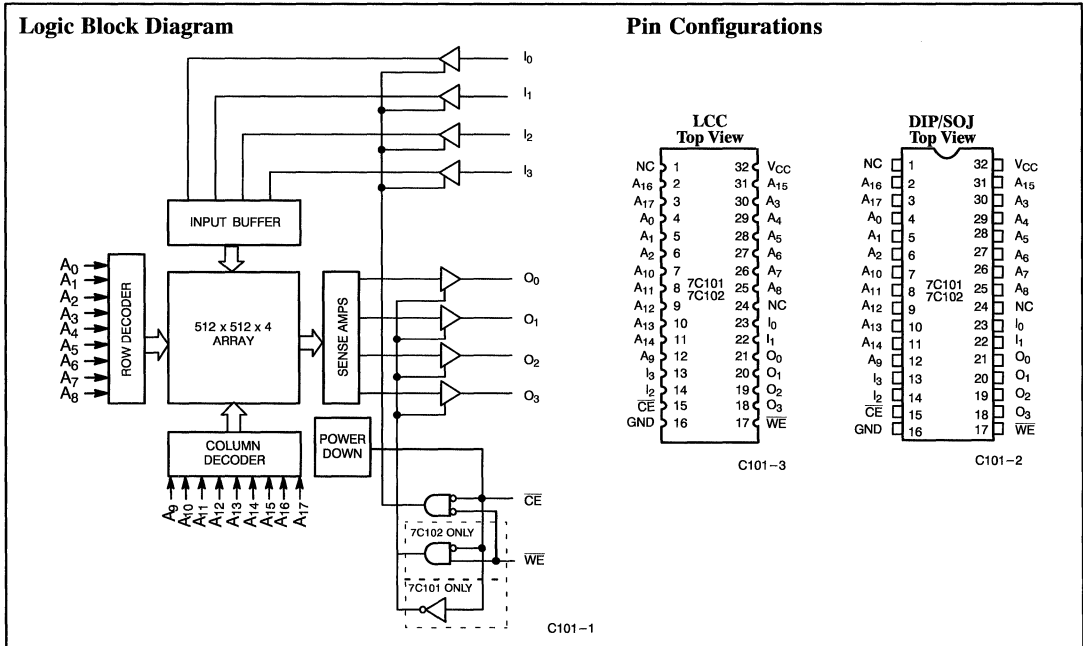 Logic Block Diagram
I0
I1
I2
I3
INPUT BUFFER
A0
A1
A2
A3
A4
A5
A6
A7
A8
ROW DECODER
512 x 512 x 4
ARRAY
SENSE AMPS
O0
O1
O2
O3
COLUMN
DECODER
A9
A10
A11
A12
A13
A14
A15
A16
A17
POWER
DOWN
CE
7C102 ONLY
WE
7C101 ONLY
C101-1
Pin Configurations
LCC
Top View
NC 1 32 VCC
A16 2 31 A15
A17 3 30 A3
A0 4 29 A4
A1 5 28 A5
A2 6 27 A6
A10 7 26 A7
A11 8 7C101 25 A8
A12 9 7C102 24 NC
A13 10 23 I0
A14 11 22 I1
A9 12 21 O0
I3 13 20 O1
I2 14 19 O2
CE 15 18 O3
GND 16 17 WE
C101-3
DIP/SOJ
Top View
NC 1 32 VCC
A16 2 31 A15
A17 3 30 A3
A0 4 29 A4
A1 5 28 A5
A2 6 27 A6
A10 7 26 A7
A11 8 7C101 25 A8
A12 9 7C102 24 NC
A13 10 23 I0
A14 11 22 I1
A9 12 21 O0
I3 13 20 O1
I2 14 19 O2
CE 15 18 O3
GND 16 17 WE
C101-2